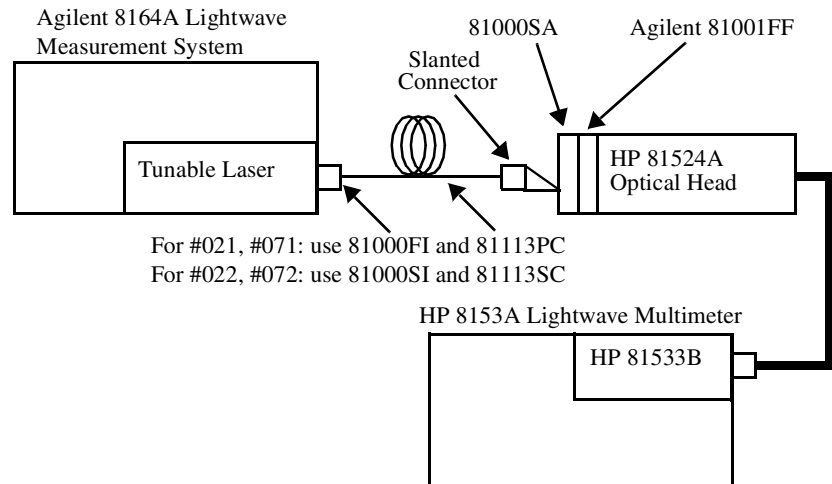 Agilent 8164A Lightwave
Measurement System
81000SA
Agilent 81001FF
Slanted
Connector
Tunable Laser
HP 81524A
Optical Head
For #021, #071: use 81000FI and 81113PC
For #022, #072: use 81000SI and 81113SC
HP 8153A Lightwave Multimeter
HP 81533B